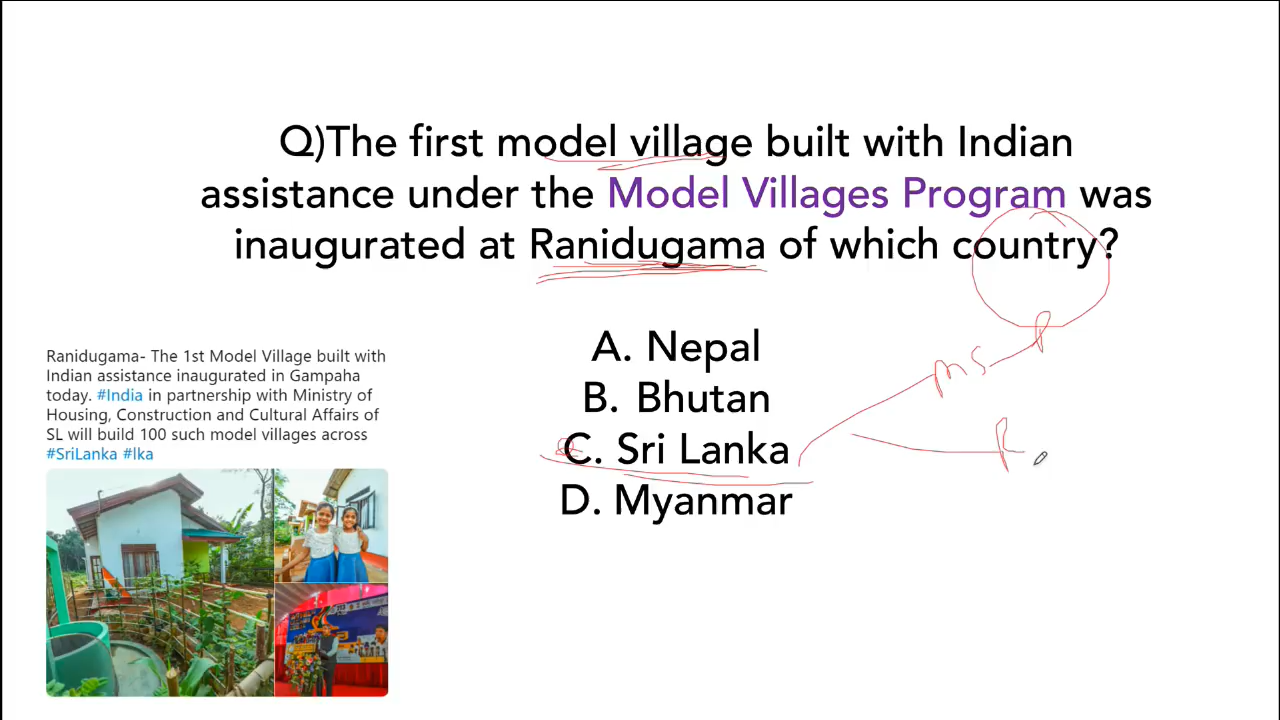 Q)The first model village built with Indian
assistance under the Model Villages Program was
inaugurated at Ranidugama of which country?
A. Nepal
B. Bhutan
C. Sri Lanka
D. Myanmar
MS
P
R
Ranidugama- The 1st Model Village built with
Indian assistance inaugurated in Gampaha
today. #India in partnership with Ministry of
Housing, Construction and Cultural Affairs of
SL will build 100 such model villages across
#SriLanka #lka